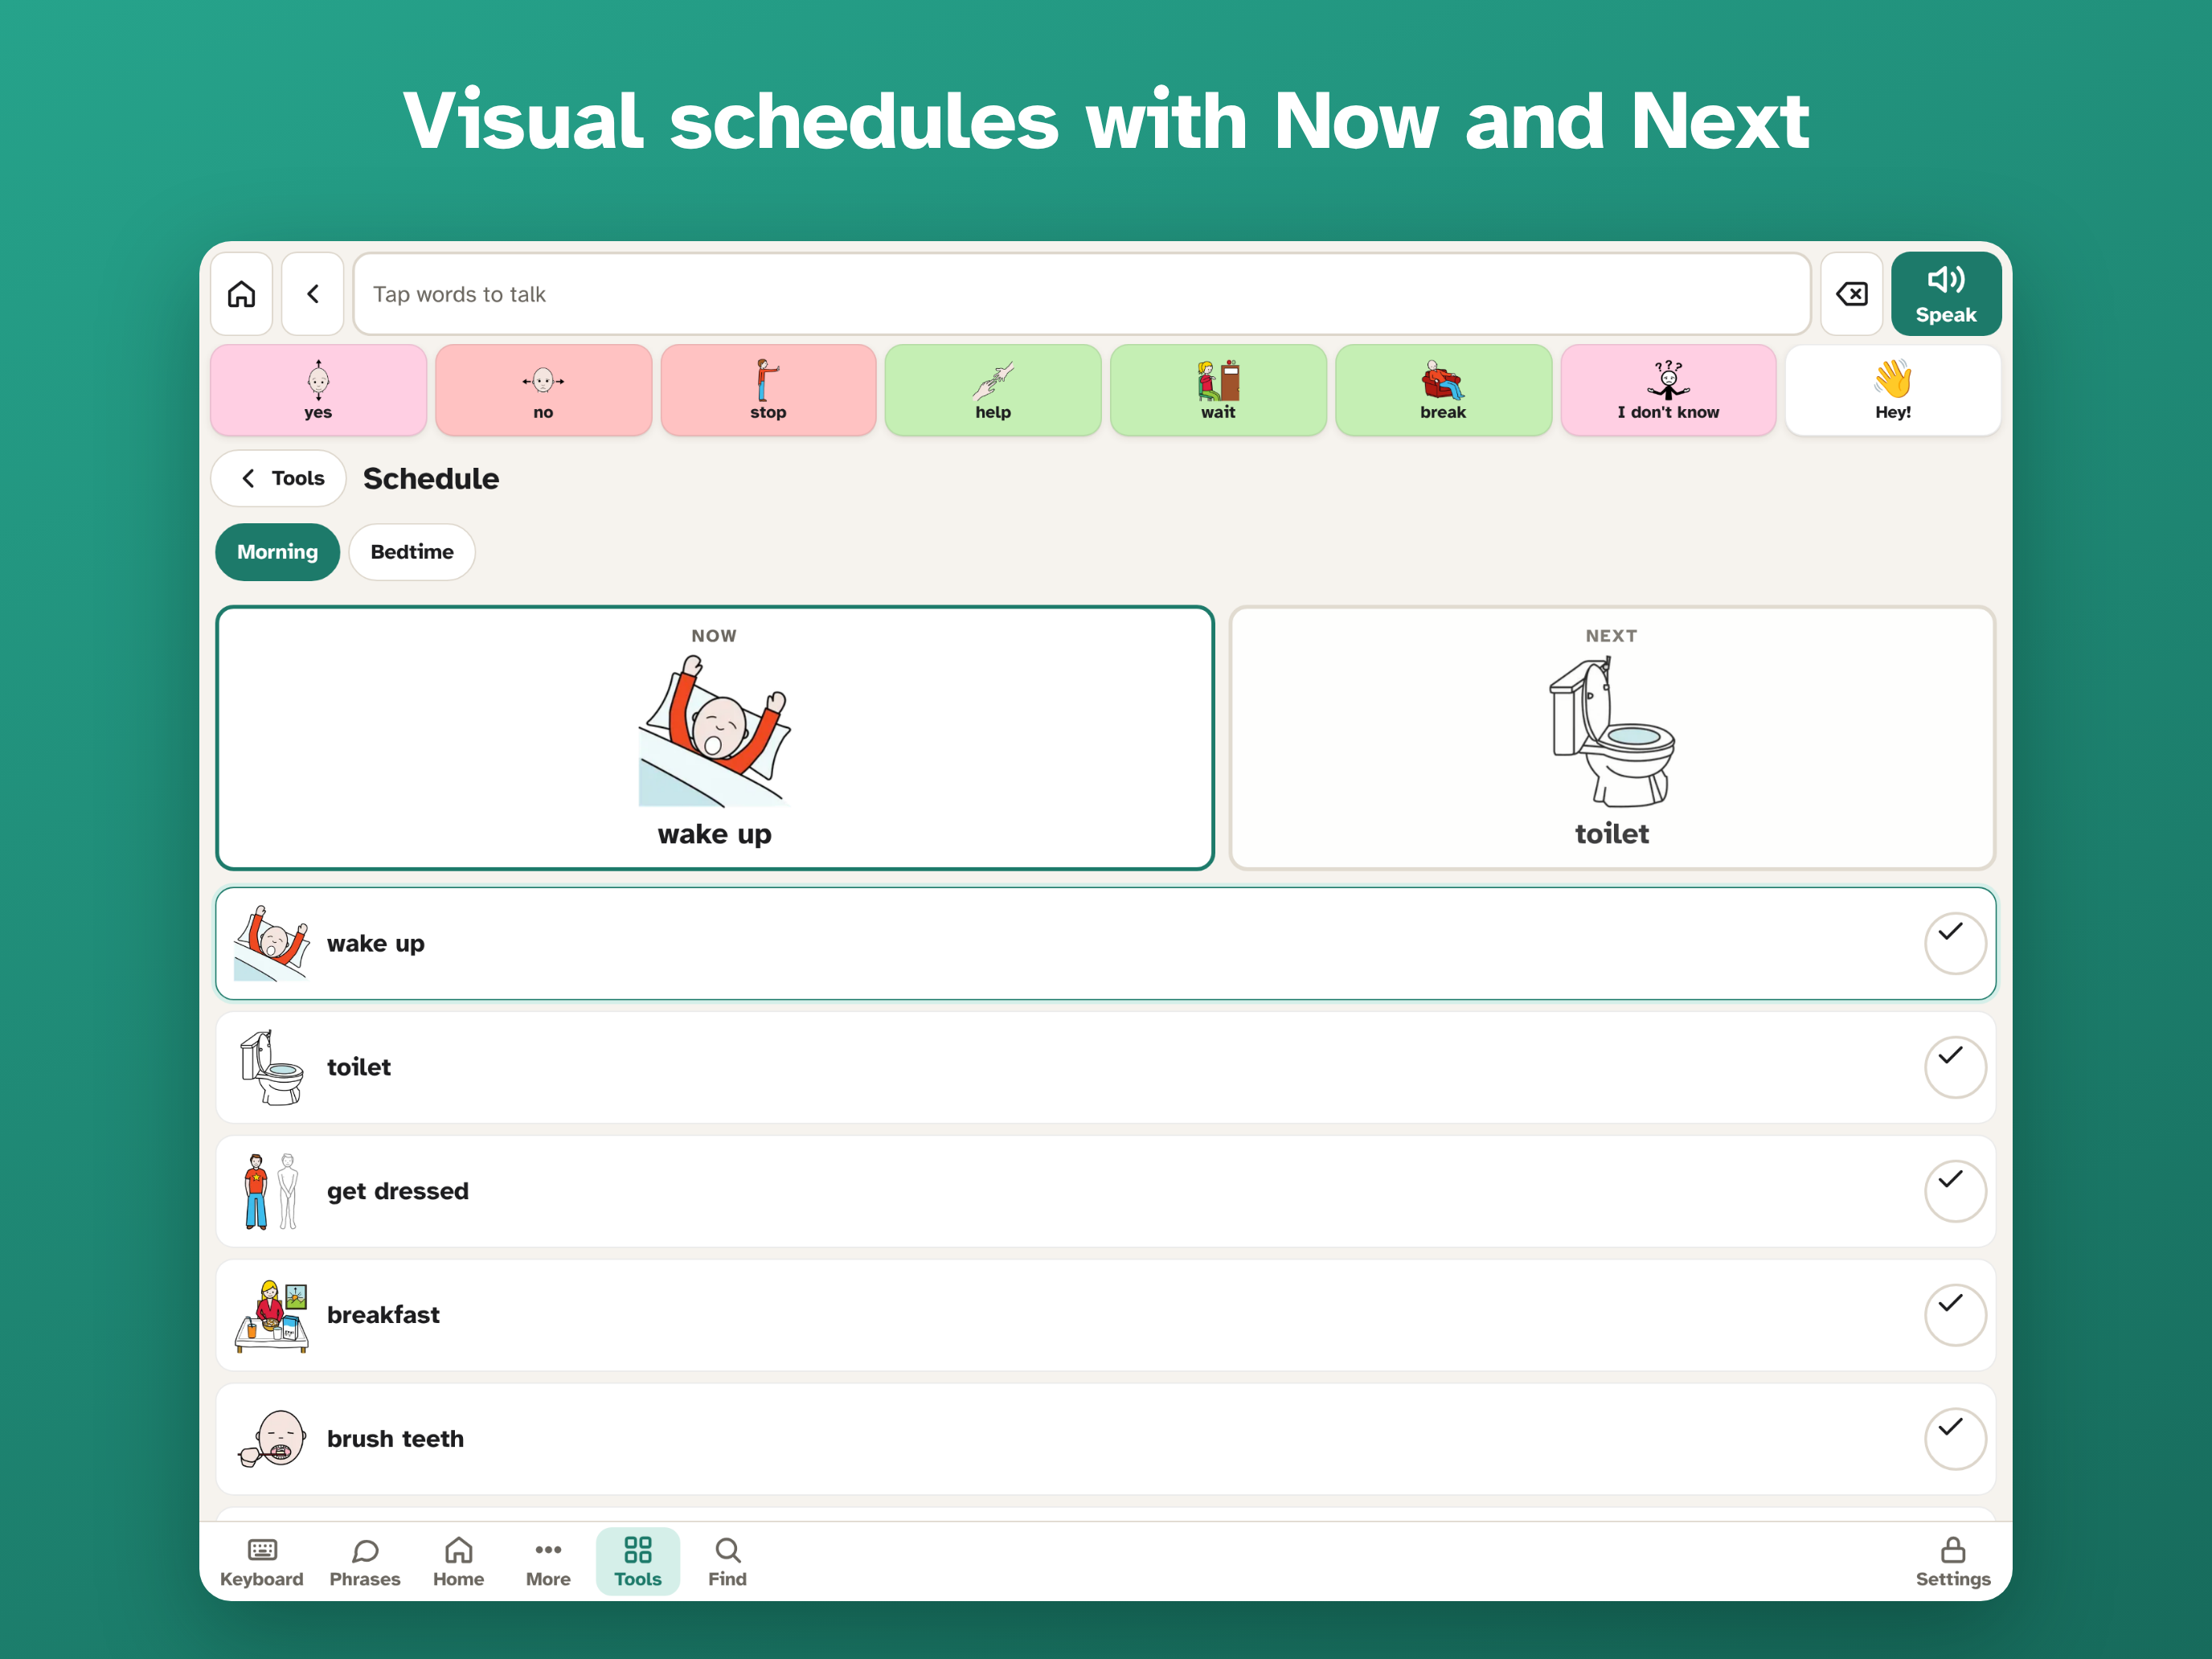 Visual schedules with Now and Next
Tap words to talk
Speak
yes
no
stop
help
wait
break
? ? ?
I don't know
Hey!
Tools
Schedule
Morning
Bedtime
NOW
wake up
NEXT
toilet
wake up
toilet
get dressed
breakfast
brush teeth
Keyboard
Phrases
Home
More
Tools
Find
Settings